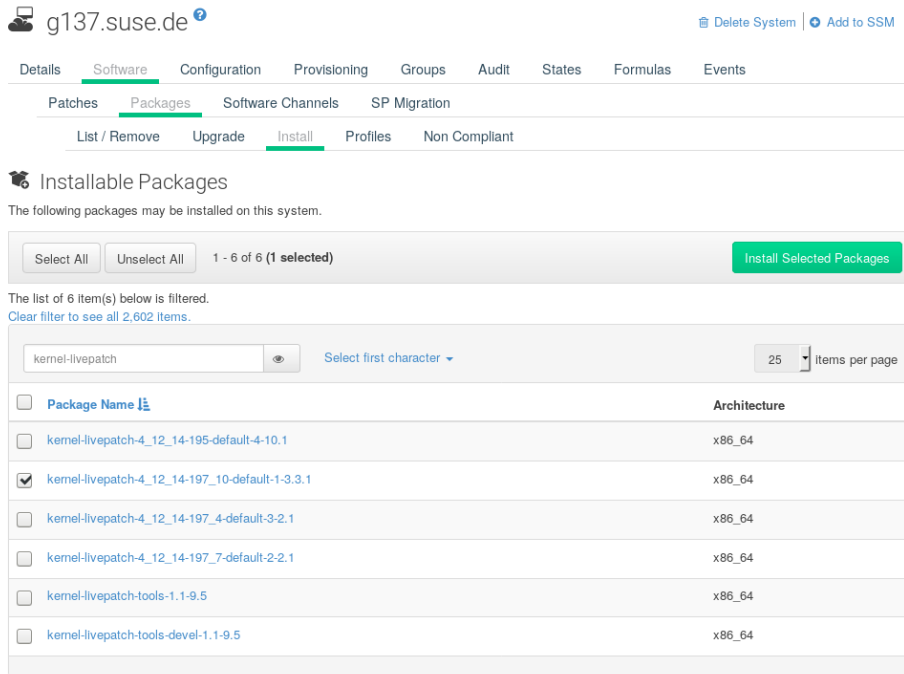 g137.suse.de ?
Delete System | Add to SSM
Details Software Configuration Provisioning Groups Audit States Formulas Events
Patches Packages Software Channels SP Migration
List / Remove Upgrade Install Profiles Non Compliant
Installable Packages
The following packages may be installed on this system.
Select All Unselect All 1 - 6 of 6 (1 selected) Install Selected Packages
The list of 6 item(s) below is filtered.
Clear filter to see all 2,602 items.
kernel-livepatch Select first character 25 items per page
Package Name Architecture
kernel-livepatch-4_12_14-195-default-4-10.1 x86_64
kernel-livepatch-4_12_14-197_10-default-1-3.3.1 x86_64
kernel-livepatch-4_12_14-197_4-default-3-2.1 x86_64
kernel-livepatch-4_12_14-197_7-default-2-2.1 x86_64
kernel-livepatch-tools-1.1-9.5 x86_64
kernel-livepatch-tools-devel-1.1-9.5 x86_64